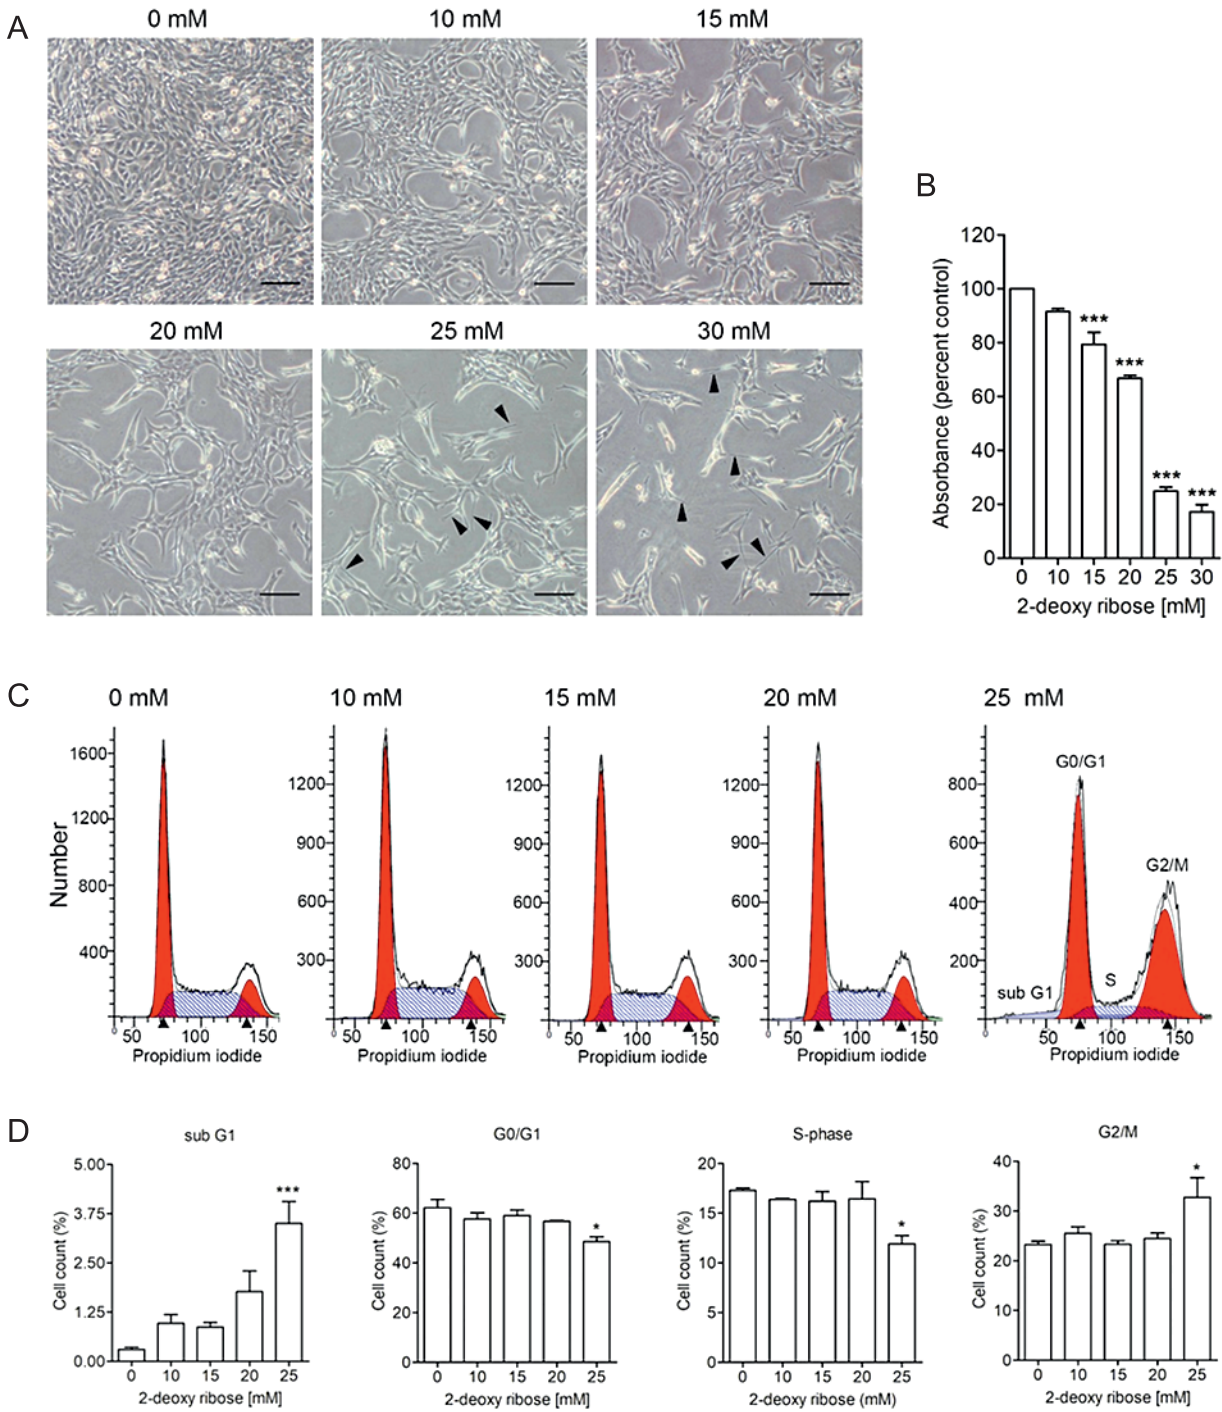 A
0 mM
10 mM
15 mM
20 mM
25 mM
30 mM
B
120
100
80
60
40
20
0
Absorbance (percent control)
***
***
***
***
0 10 15 20 25 30
2-deoxy ribose [mM]
C
0 mM
1600
1200
800
400
Number
50 100 150
Propidium iodide
10 mM
1200
900
600
300
50 100 150
Propidium iodide
15 mM
1200
900
600
300
50 100 150
Propidium iodide
20 mM
1200
900
600
300
50 100 150
Propidium iodide
25 mM
800
600
400
200
G0/G1
G2/M
S
sub G1
50 100 150
Propidium iodide
D
sub G1
5.00
3.75
2.50
1.25
0.00
Cell count (%)
***
0 10 15 20 25
2-deoxy ribose [mM]
G0/G1
80
60
40
20
0
Cell count (%)
*
0 10 15 20 25
2-deoxy ribose [mM]
S-phase
20
15
10
5
0
Cell count (%)
*
0 10 15 20 25
2-deoxy ribose (mM)
G2/M
40
30
20
10
0
Cell count (%)
*
0 10 15 20 25
2-deoxy ribose [mM]